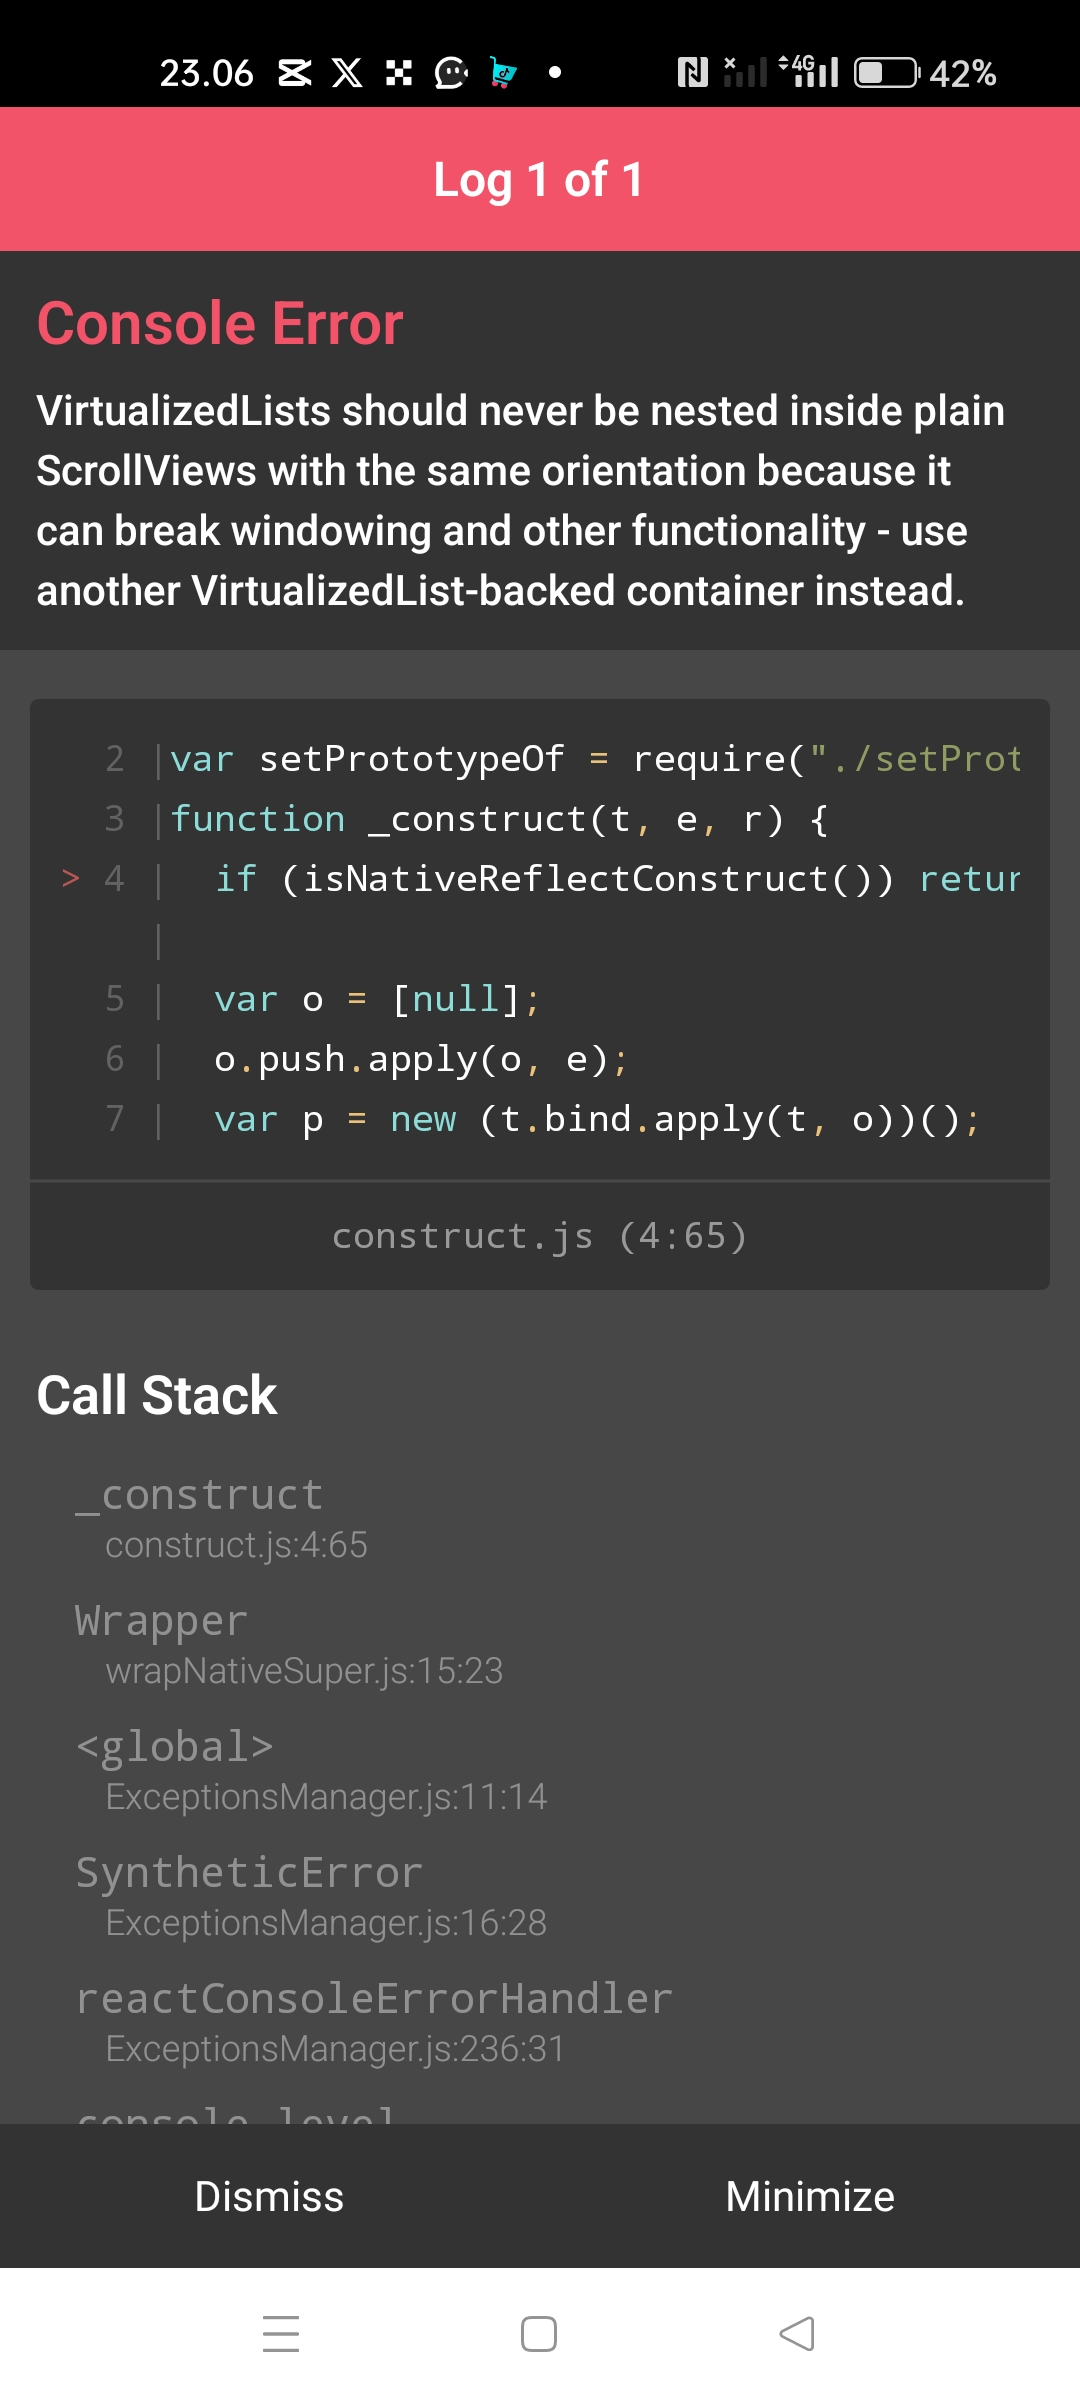 23.06 4G 42%
Log 1 of 1
Console Error
VirtualizedLists should never be nested inside plain
ScrollViews with the same orientation because it
can break windowing and other functionality - use
another VirtualizedList-backed container instead.
2 |var setPrototypeOf = require("./setProt
3 |function _construct(t, e, r) {
> 4 |  if (isNativeReflectConstruct()) retur
|
5 |  var o = [null];
6 |  o.push.apply(o, e);
7 |  var p = new (t.bind.apply(t, o))();
construct.js (4:65)
Call Stack
_construct
construct.js:4:65
Wrapper
wrapNativeSuper.js:15:23
<global>
ExceptionsManager.js:11:14
SyntheticError
ExceptionsManager.js:16:28
reactConsoleErrorHandler
ExceptionsManager.js:236:31
console.level
Dismiss Minimize